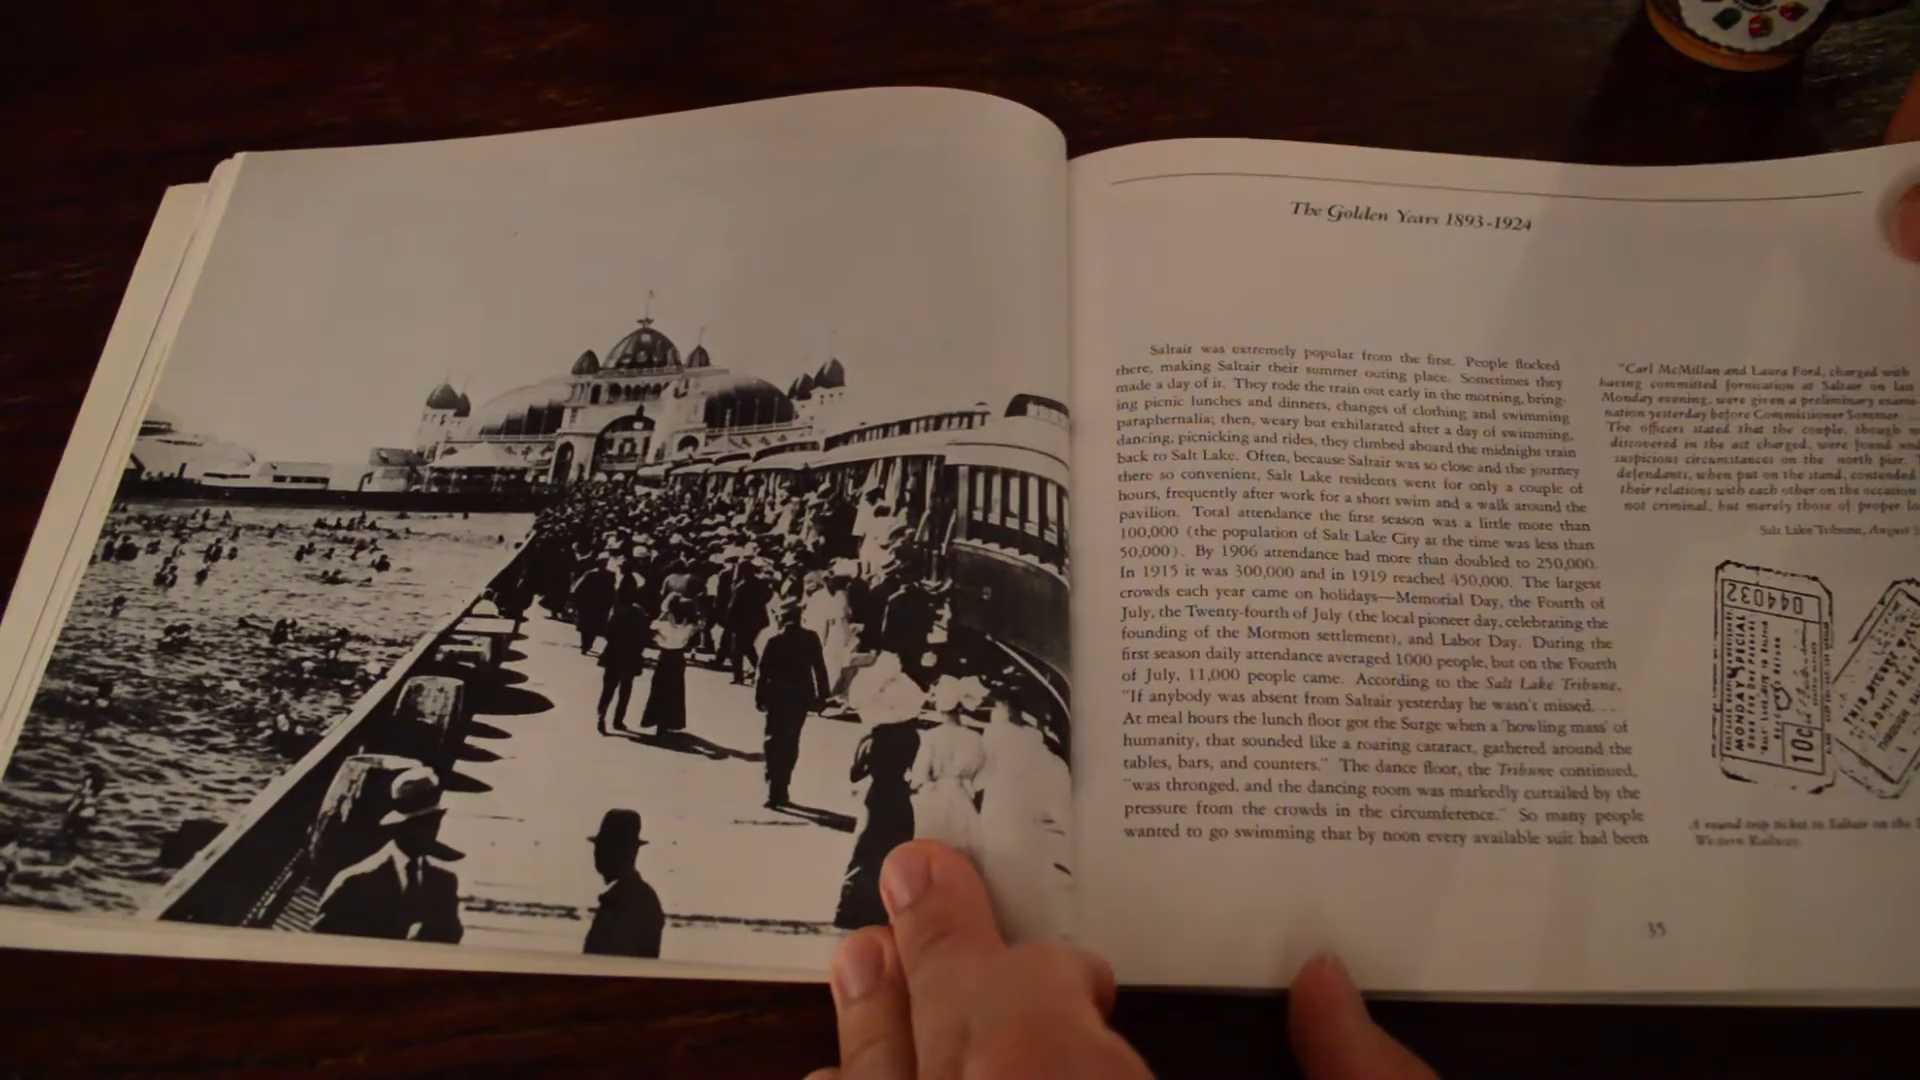 The Golden Years 1893-1924
Saltair was extremely popular from the first. People flocked
there, making Saltair their summer outing place. Sometimes they
made a day of it. They rode the train out early in the morning, bring-
ing picnic lunches and dinners, changes of clothing and swimming
paraphernalia; then, weary but exhilarated after a day of swimming,
dancing, picnicking and rides, they climbed aboard the midnight train
back to Salt Lake. Often, because Saltair was so close and the journey
there so convenient, Salt Lake residents went for only a couple of
hours, frequently after work for a short swim and a walk around the
pavilion. Total attendance the first season was a little more than
100,000 (the population of Salt Lake City at the time was less than
50,000). By 1906 attendance had more than doubled to 250,000.
In 1915 it was 300,000 and in 1919 reached 450,000. The largest
crowds each year came on holidays—Memorial Day, the Fourth of
July, the Twenty-fourth of July (the local pioneer day, celebrating the
founding of the Mormon settlement), and Labor Day. During the
first season daily attendance averaged 1000 people, but on the Fourth
of July, 11,000 people came. According to the Salt Lake Tribune,
"If anybody was absent from Saltair yesterday he wasn't missed. . . .
At meal hours the lunch floor got the Surge when a 'howling mass' of
humanity, that sounded like a roaring cataract, gathered around the
tables, bars, and counters." The dance floor, the Tribune continued,
"was thronged, and the dancing room was markedly curtailed by the
pressure from the crowds in the circumference." So many people
wanted to go swimming that by noon every available suit had been
"Carl McMillan and Laura Ford, charged with
having committed fornication at Saltair on last
Monday evening, were given a preliminary exami-
nation yesterday before Commissioner Sommer
The officers stated that the couple, though
discovered in the act charged, were found
suspicious circumstances on the north pier.
defendants, when put on the stand, contended
their relations with each other on the occasion
not criminal, but merely those of proper
Salt Lake Tribune, August
044032
MONDAY SPECIAL
10¢
THIS
ADMIT
A round trip ticket to Saltair on the
Western Railway.
35